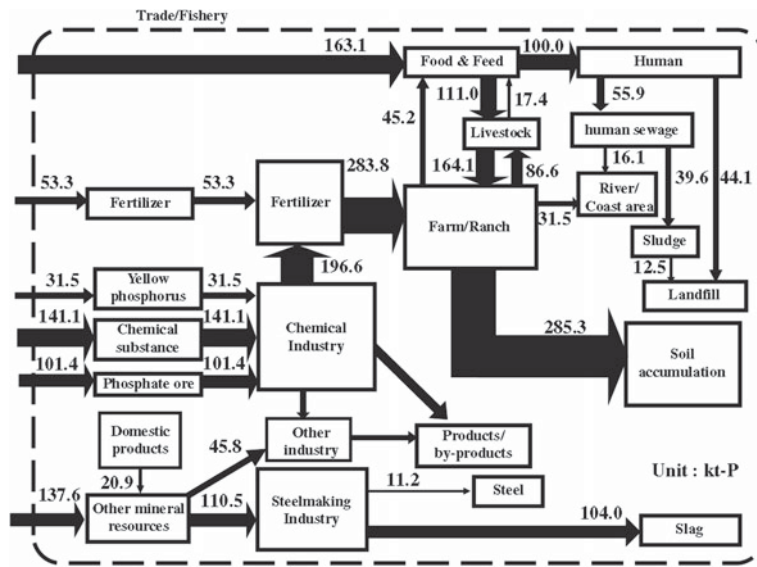 Trade/Fishery
163.1
Food & Feed
100.0
Human
111.0
17.4
55.9
45.2
Livestock
human sewage
164.1
86.6
16.1
39.6
44.1
53.3
Fertilizer
53.3
Fertilizer
283.8
Farm/Ranch
31.5
River/
Coast area
Sludge
12.5
Landfill
196.6
31.5
Yellow
phosphorus
31.5
141.1
Chemical
substance
141.1
Chemical
Industry
285.3
Soil
accumulation
101.4
Phosphate ore
101.4
Domestic
products
45.8
Other
industry
Products/
by-products
Unit : kt-P
20.9
137.6
Other mineral
resources
110.5
Steelmaking
Industry
11.2
Steel
104.0
Slag